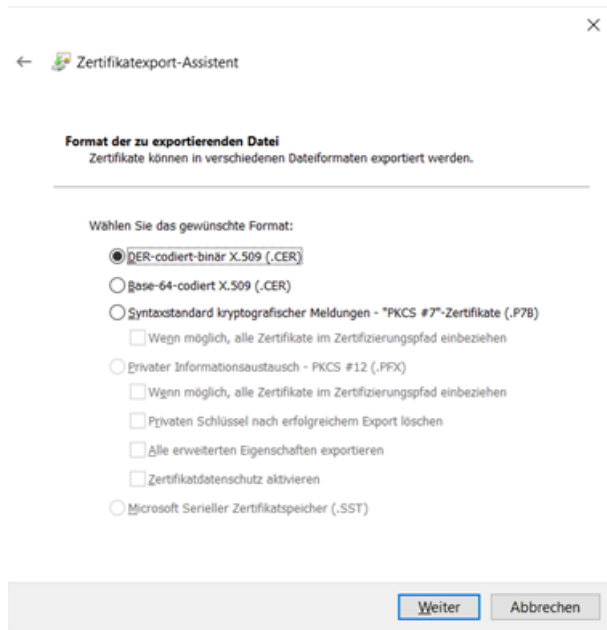 Zertifikatexport-Assistent
Format der zu exportierenden Datei
Zertifikate können in verschiedenen Dateiformaten exportiert werden.
Wählen Sie das gewünschte Format:
DER-codiert-binär X.509 (.CER)
Base-64-codiert X.509 (.CER)
Syntaxstandard kryptografischer Meldungen - "PKCS #7"-Zertifikate (.P7B)
Wenn möglich, alle Zertifikate im Zertifizierungspfad einbeziehen
Privater Informationsaustausch - PKCS #12 (.PFX)
Wenn möglich, alle Zertifikate im Zertifizierungspfad einbeziehen
Privaten Schlüssel nach erfolgreichem Export löschen
Alle erweiterten Eigenschaften exportieren
Zertifikatdatenschutz aktivieren
Microsoft Serieller Zertifikatspeicher (.SST)
Weiter Abbrechen